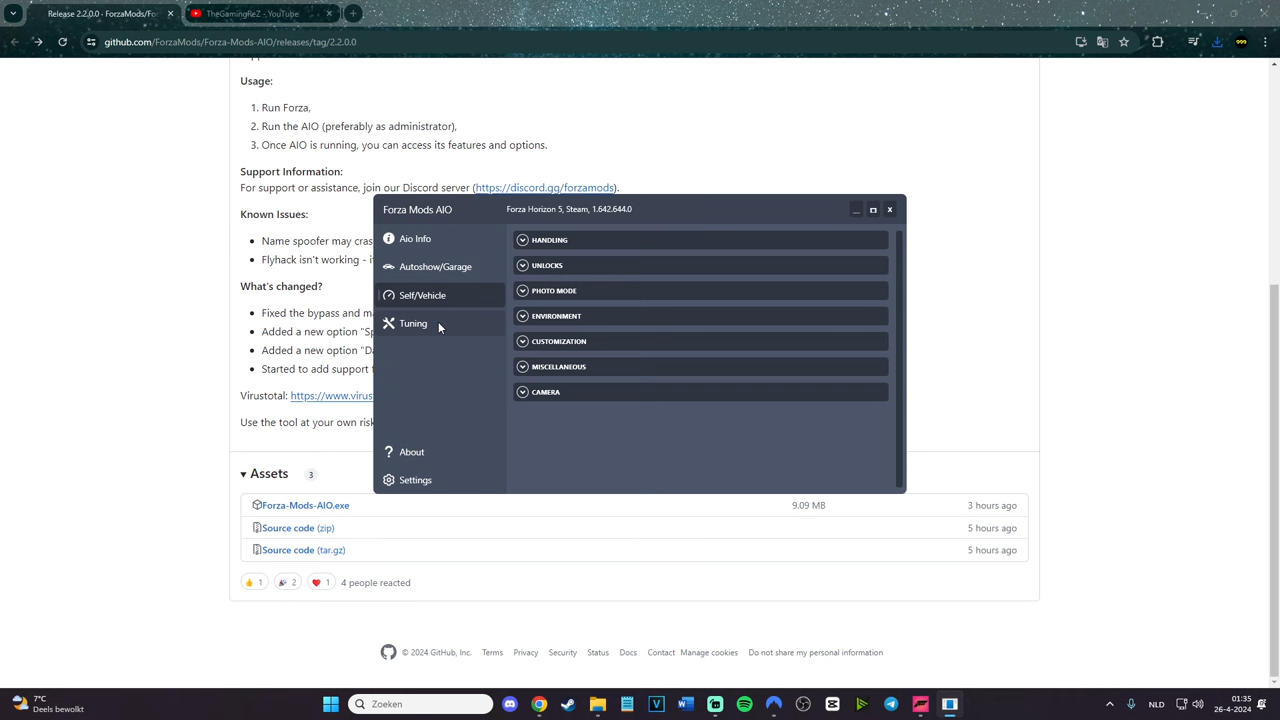 Release 2.2.0.0 · ForzaMods/For
TheGamingReZ - YouTube
github.com/ForzaMods/Forza-Mods-AIO/releases/tag/2.2.0.0
Usage:
1. Run Forza,
2. Run the AIO (preferably as administrator),
3. Once AIO is running, you can access its features and options.
Support Information:
For support or assistance, join our Discord server (https://discord.gg/forzamods).
Known Issues:
Name spoofer may cras
Flyhack isn't working - i
What's changed?
Fixed the bypass and m
Added a new option "Sp
Added a new option "D
Started to add support
Virustotal: https://www.virus
Use the tool at your own risk
Forza Mods AIO
Forza Horizon 5, Steam, 1.642.644.0
Aio Info
Autoshow/Garage
Self/Vehicle
Tuning
About
Settings
HANDLING
UNLOCKS
PHOTO MODE
ENVIRONMENT
CUSTOMIZATION
MISCELLANEOUS
CAMERA
Assets 3
Forza-Mods-AIO.exe 9.09 MB 3 hours ago
Source code (zip) 5 hours ago
Source code (tar.gz) 5 hours ago
1 2 1 4 people reacted
© 2024 GitHub, Inc. Terms Privacy Security Status Docs Contact Manage cookies Do not share my personal information
7°C
Deels bewolkt
Zoeken
NLD
01:35
26-4-2024